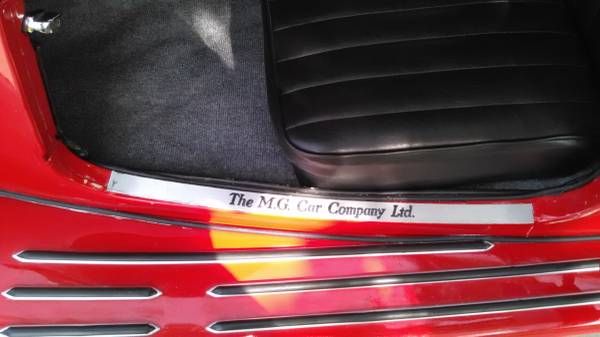 The M.G. Car Company Ltd.